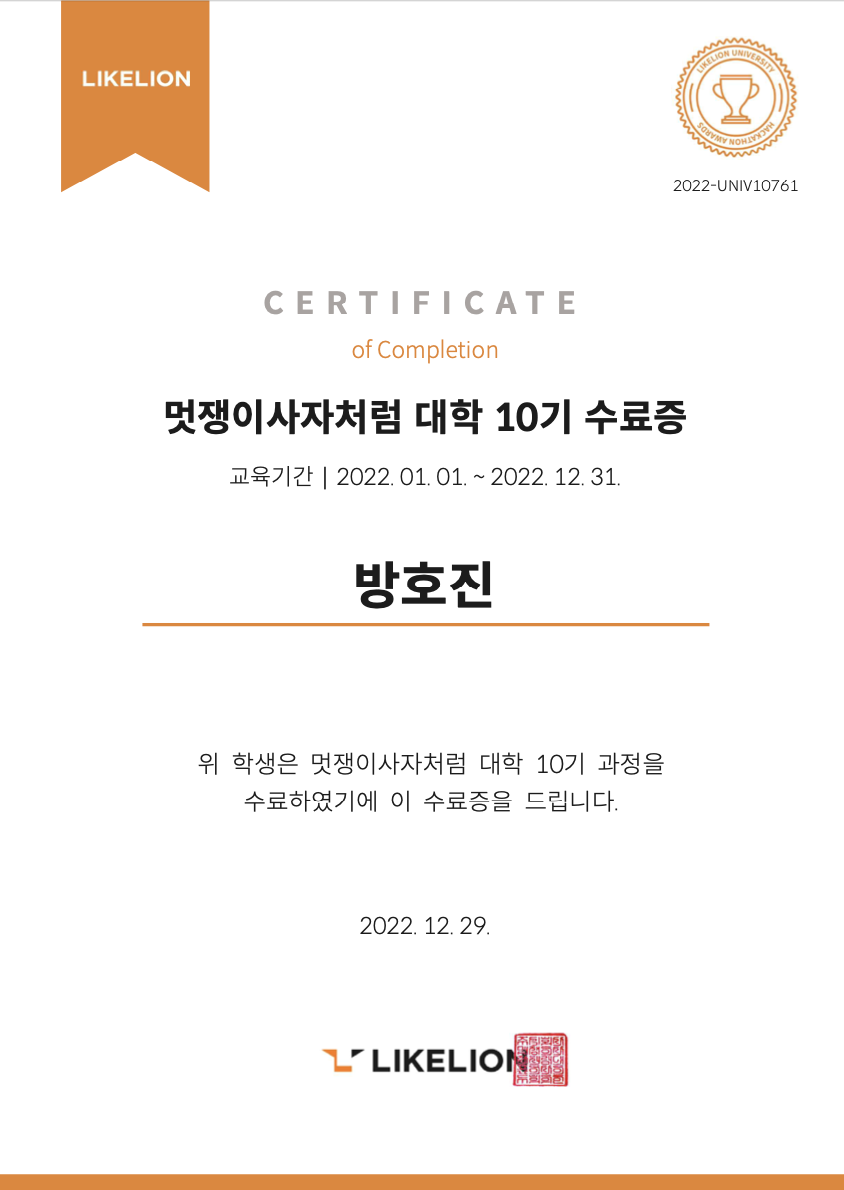 LIKELION
LIKELION UNIVERSITY
HACKATHON AWARDS
2022-UNIV10761
CERTIFICATE
of Completion
멋쟁이사자처럼 대학 10기 수료증
교육기간 | 2022. 01. 01. ~ 2022. 12. 31.
방호진
위 학생은 멋쟁이사자처럼 대학 10기 과정을
수료하였기에 이 수료증을 드립니다.
2022. 12. 29.
LIKELION